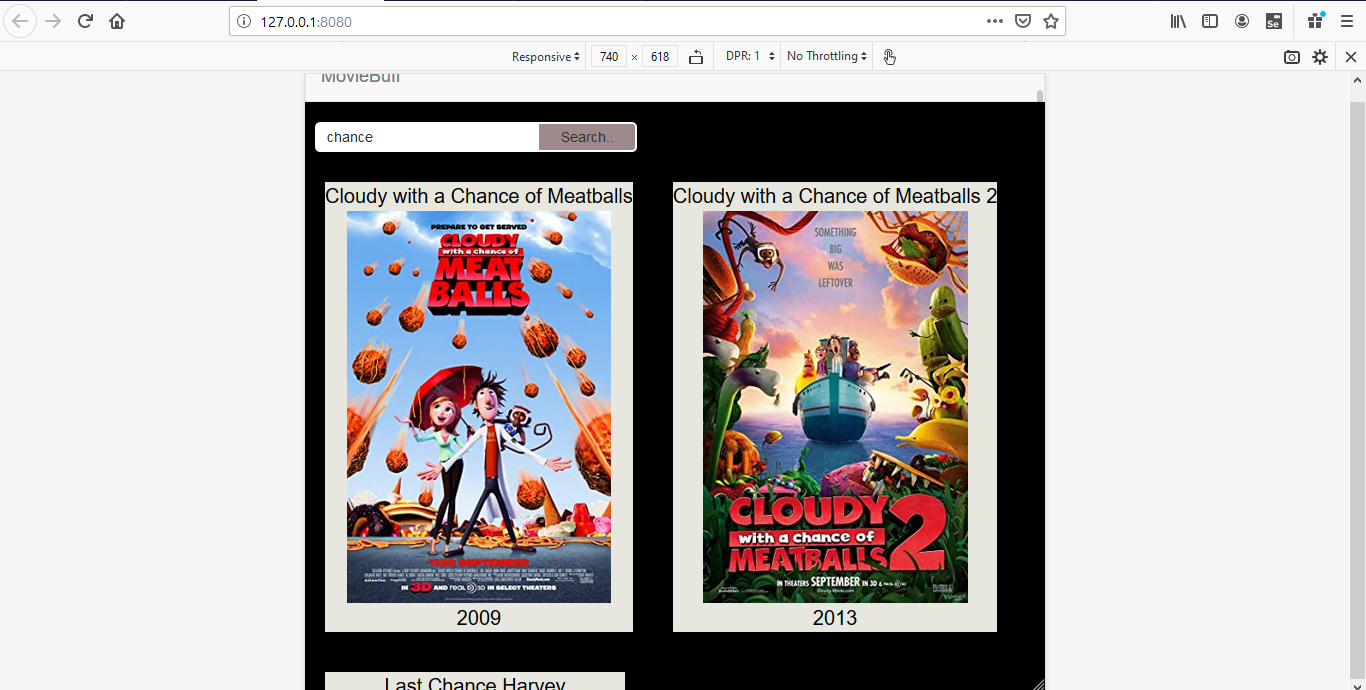 127.0.0.1:8080
Se
Responsive
740 × 618
DPR: 1
No Throttling
MovieBuff
chance
Search..
Cloudy with a Chance of Meatballs
PREPARE TO GET SERVED
CLOUDY
with a chance of
MEAT
BALLS
THIS SEPTEMBER
IN 3D AND REAL D 3D IN SELECT THEATERS
2009
Cloudy with a Chance of Meatballs 2
SOMETHING
BIG
WAS
LEFTOVER
CLOUDY 2
with a chance of
MEATBALLS
IN THEATERS SEPTEMBER IN 3D &
2013
Last Chance Harvey